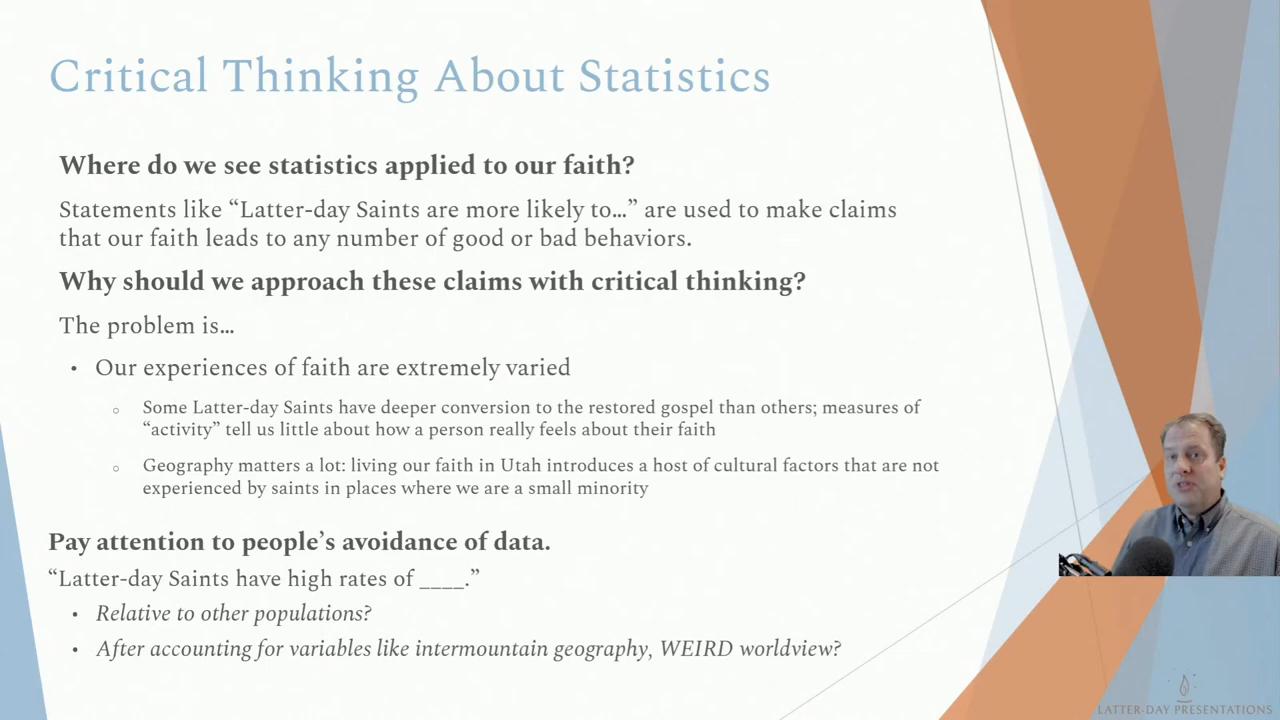 Critical Thinking About Statistics
Where do we see statistics applied to our faith?
Statements like “Latter-day Saints are more likely to…” are used to make claims
that our faith leads to any number of good or bad behaviors.
Why should we approach these claims with critical thinking?
The problem is…
• Our experiences of faith are extremely varied
○ Some Latter-day Saints have deeper conversion to the restored gospel than others; measures of
“activity” tell us little about how a person really feels about their faith
○ Geography matters a lot: living our faith in Utah introduces a host of cultural factors that are not
experienced by saints in places where we are a small minority
Pay attention to people’s avoidance of data.
“Latter-day Saints have high rates of ____.”
• Relative to other populations?
• After accounting for variables like intermountain geography, WEIRD worldview?
LATTER-DAY PRESENTATIONS